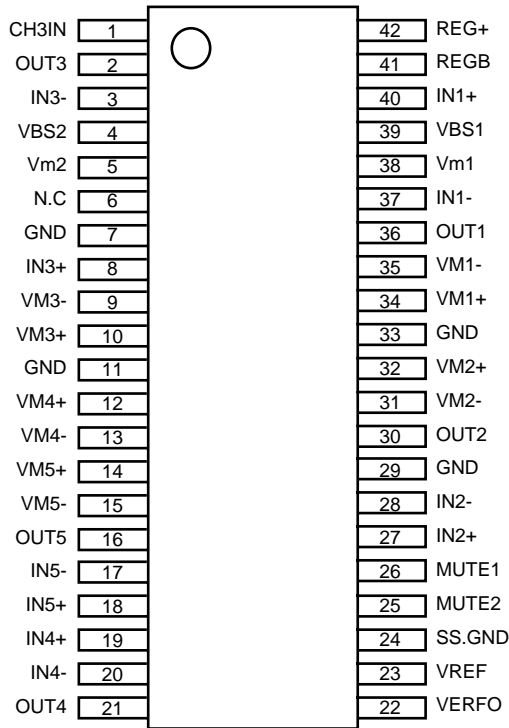 CH3IN 1 42 REG+
OUT3 2 41 REGB
IN3- 3 40 IN1+
VBS2 4 39 VBS1
Vm2 5 38 Vm1
N.C 6 37 IN1-
GND 7 36 OUT1
IN3+ 8 35 VM1-
VM3- 9 34 VM1+
VM3+ 10 33 GND
GND 11 32 VM2+
VM4+ 12 31 VM2-
VM4- 13 30 OUT2
VM5+ 14 29 GND
VM5- 15 28 IN2-
OUT5 16 27 IN2+
IN5- 17 26 MUTE1
IN5+ 18 25 MUTE2
IN4+ 19 24 SS.GND
IN4- 20 23 VREF
OUT4 21 22 VERFO